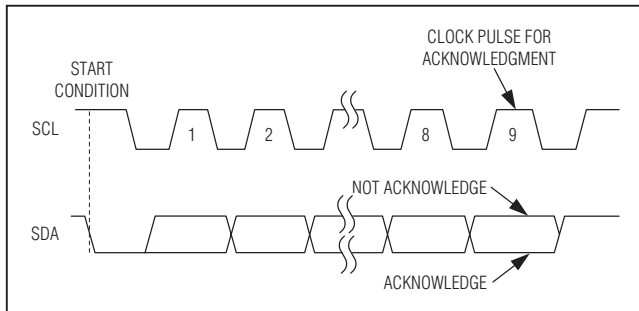 CLOCK PULSE FOR
ACKNOWLEDGMENT
START
CONDITION
SCL
1
2
8
9
NOT ACKNOWLEDGE
SDA
ACKNOWLEDGE